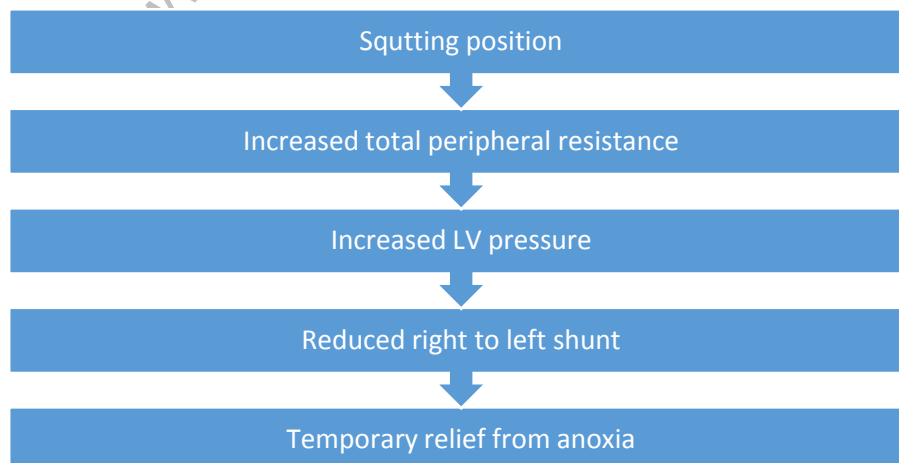 Squtting position
Increased total peripheral resistance
Increased LV pressure
Reduced right to left shunt
Temporary relief from anoxia